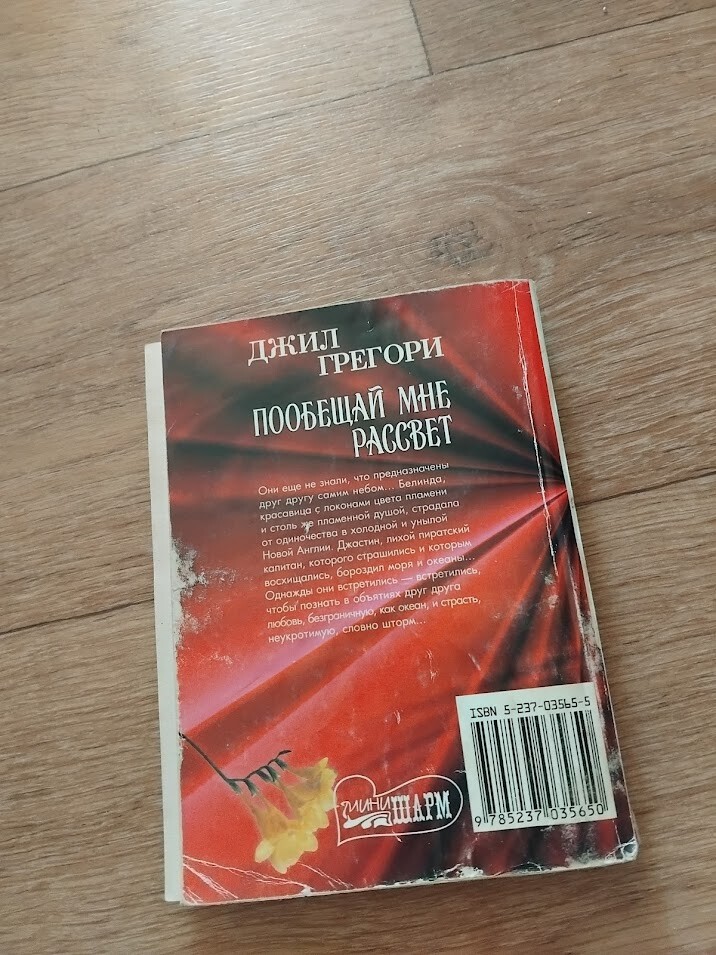 ДЖИЛ
ГРЕГОРИ
ПООБЕЩАЙ МНЕ
РАССВЕТ
Они еще не знали, что предназначены
друг другу самим небом... Белинда,
красавица с локонами цвета пламени
и столь же пламенной душой, страдала
от одиночества в холодной и унылой
Новой Англии. Джастин, лихой пиратский
капитан, которого страшились и которым
восхищались, бороздил моря и океаны...
Однажды они встретились — встретились,
чтобы познать в объятиях друг друга
любовь, безграничную, как океан, и страсть,
неукротимую, словно шторм...
ISBN 5-237-03565-5
МИНИ
ШАРМ
9 785237 035650